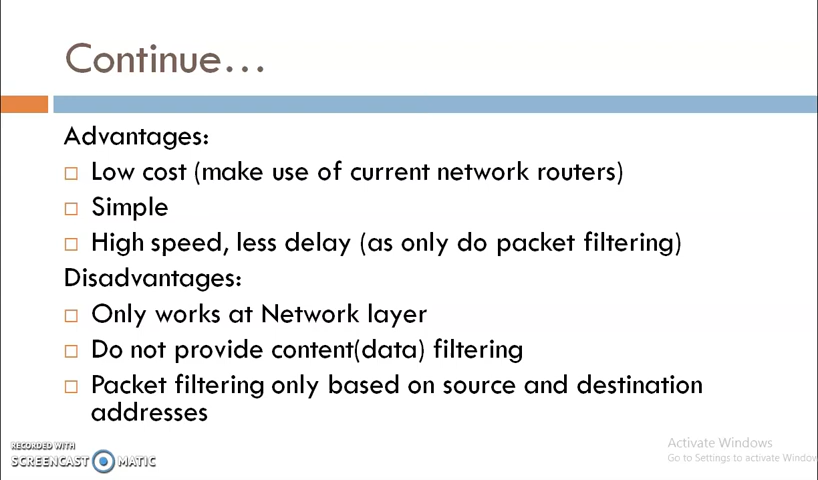 Continue...
Advantages:
Low cost (make use of current network routers)
Simple
High speed, less delay (as only do packet filtering)
Disadvantages:
Only works at Network layer
Do not provide content(data) filtering
Packet filtering only based on source and destination
addresses
RECORDED WITH
SCREENCAST MATIC
Activate Windows
Go to Settings to activate Window